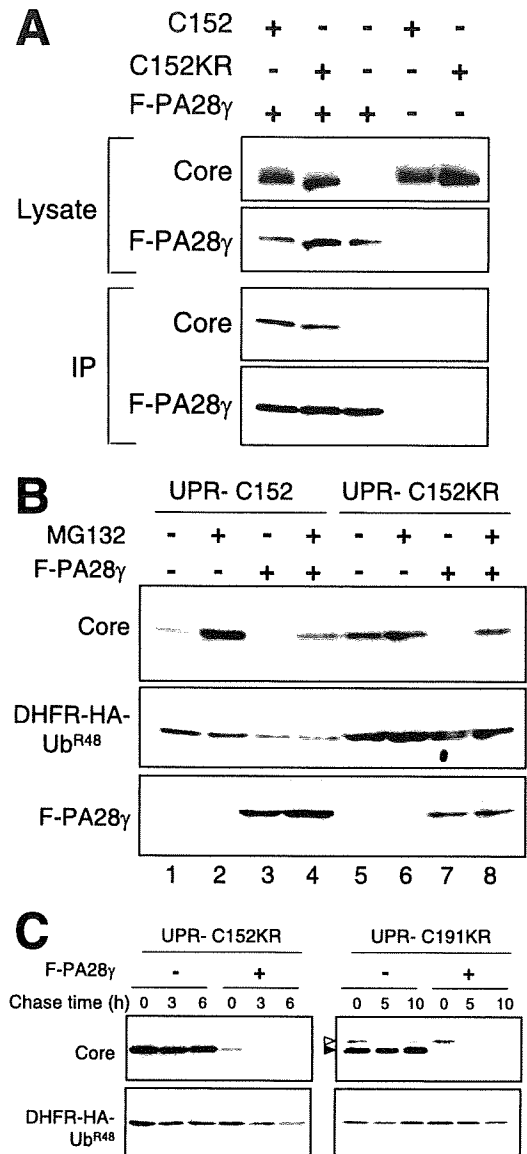 A
C152 + - - + -
C152KR - + - - +
F-PA28γ + + + - -
Lysate
Core
F-PA28γ
IP
Core
F-PA28γ
B
UPR- C152 UPR- C152KR
MG132 - + - + - + - +
F-PA28γ - - + + - - + +
Core
DHFR-HA-
Ub^R48
F-PA28γ
1 2 3 4 5 6 7 8
C
UPR- C152KR UPR- C191KR
F-PA28γ - + - +
Chase time (h) 0 3 6 0 3 6 0 5 10 0 5 10
Core
DHFR-HA-
Ub^R48